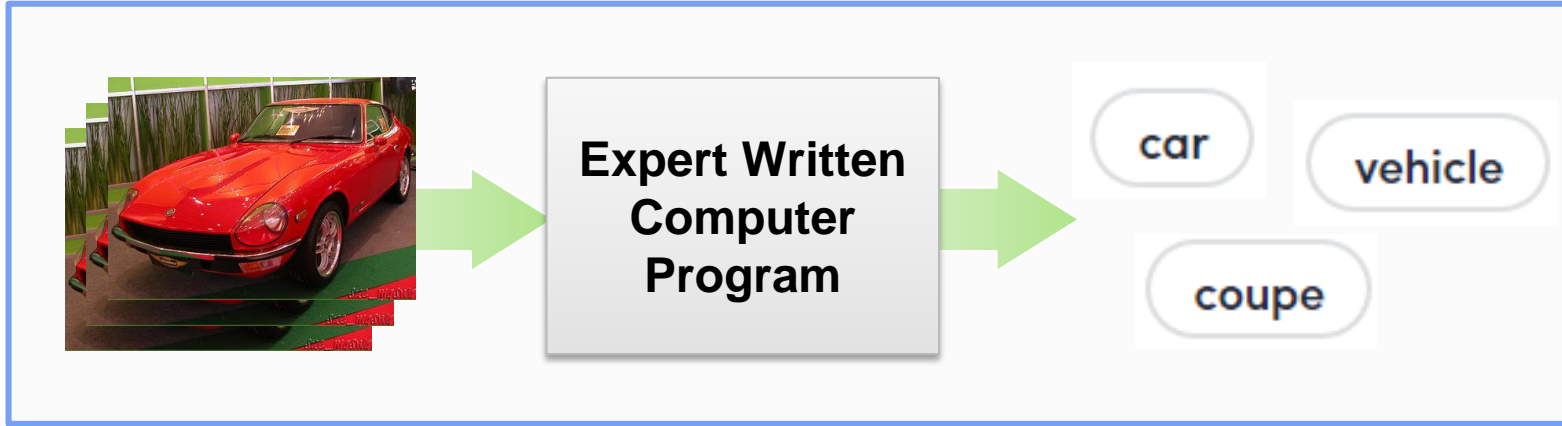 Expert Written
Computer
Program
car
vehicle
coupe